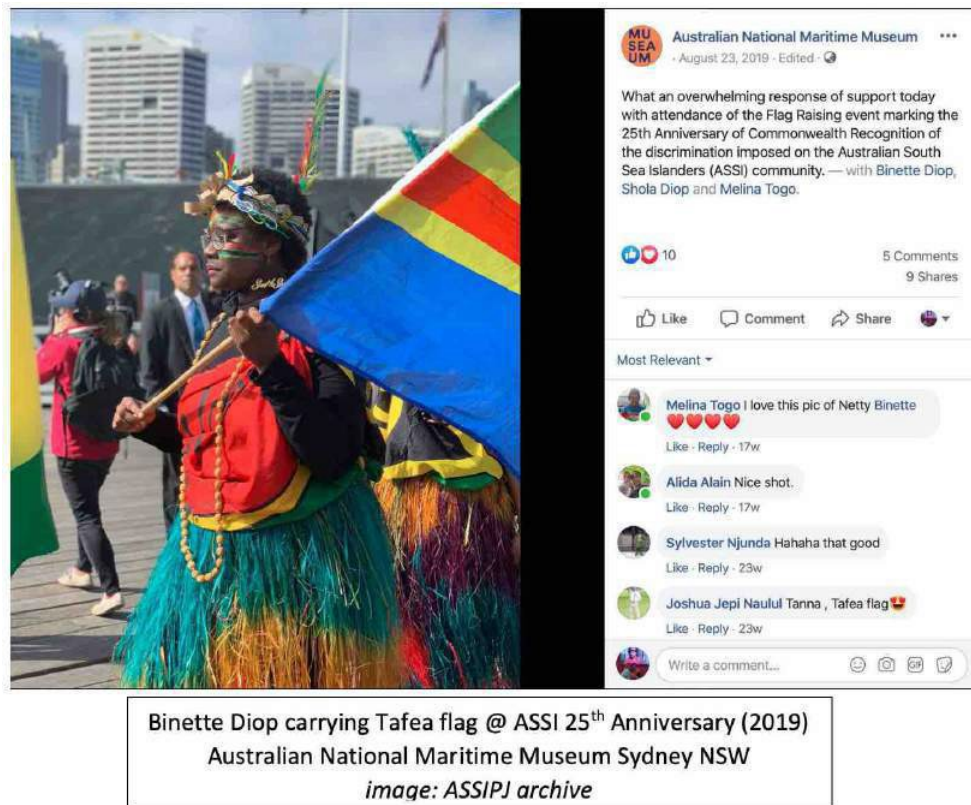 MU
SEA
UM
Australian National Maritime Museum
· August 23, 2019 · Edited ·
What an overwhelming response of support today
with attendance of the Flag Raising event marking the
25th Anniversary of Commonwealth Recognition of
the discrimination imposed on the Australian South
Sea Islanders (ASSI) community. — with Binette Diop,
Shola Diop and Melina Togo.
10
5 Comments
9 Shares
Like Comment Share
Most Relevant
Melina Togo I love this pic of Netty Binette
Like · Reply · 17w
Alida Alain Nice shot.
Like · Reply · 17w
Sylvester Njunda Hahaha that good
Like · Reply · 23w
Joshua Jepi Naulul Tanna , Tafea flag
Like · Reply · 23w
Write a comment...
GIF
Binette Diop carrying Tafea flag @ ASSI 25th Anniversary (2019)
Australian National Maritime Museum Sydney NSW
image: ASSIPJ archive